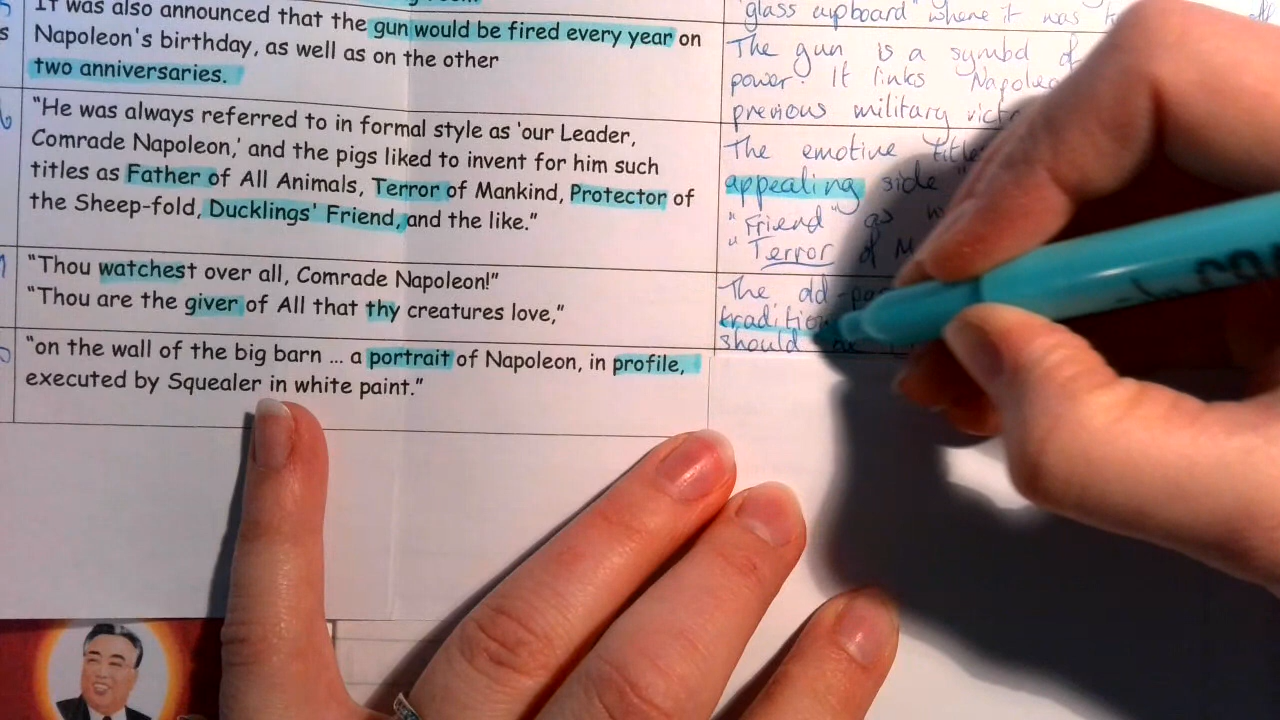 It was also announced that the gun would be fired every year on
Napoleon's birthday, as well as on the other
two anniversaries.
"He was always referred to in formal style as 'our Leader,
Comrade Napoleon,' and the pigs liked to invent for him such
titles as Father of All Animals, Terror of Mankind, Protector of
the Sheep-fold, Ducklings' Friend, and the like."
"Thou watchest over all, Comrade Napoleon!"
"Thou are the giver of All that thy creatures love,"
"on the wall of the big barn ... a portrait of Napoleon, in profile,
executed by Squealer in white paint."
"glass cupboard" where it was
The gun is a symbol of
power. It links
previous military
The emotive
appealing side
"Friend" as
"Terror of
The
should